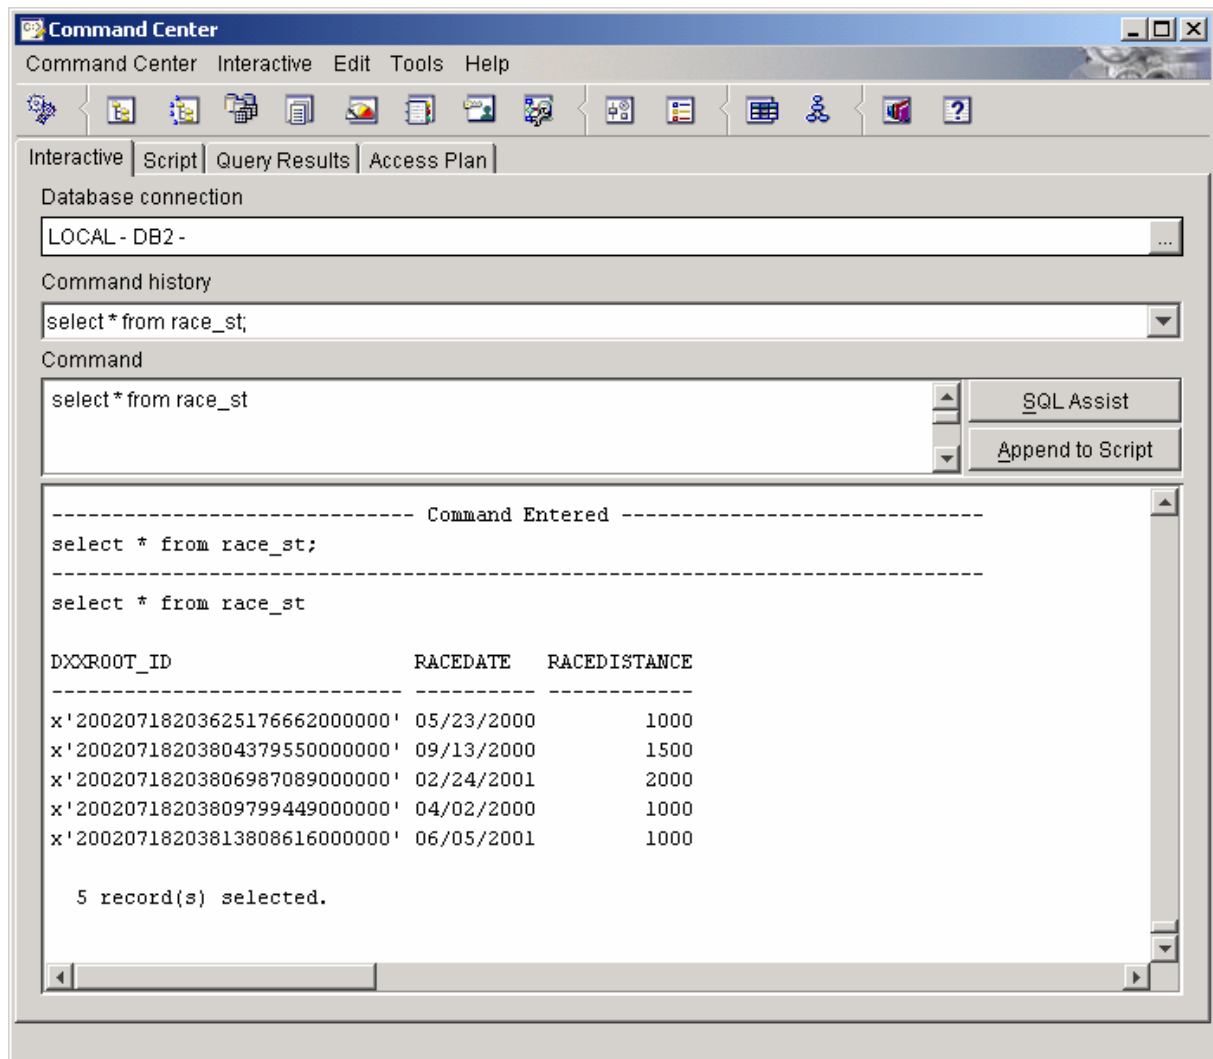 Command Center
Command Center Interactive Edit Tools Help
Interactive Script Query Results Access Plan
Database connection
LOCAL - DB2 -
...
Command history
select * from race_st;
Command
select * from race_st
SQL Assist
Append to Script
------------------------------ Command Entered ------------------------------
select * from race_st;
-----------------------------------------------------------------------------
select * from race_st
DXXROOT_ID RACEDATE RACEDISTANCE
----------------------------- ---------- ------------
x'20020718203625176662000000' 05/23/2000 1000
x'20020718203804379550000000' 09/13/2000 1500
x'20020718203806987089000000' 02/24/2001 2000
x'20020718203809799449000000' 04/02/2000 1000
x'20020718203813808616000000' 06/05/2001 1000
5 record(s) selected.